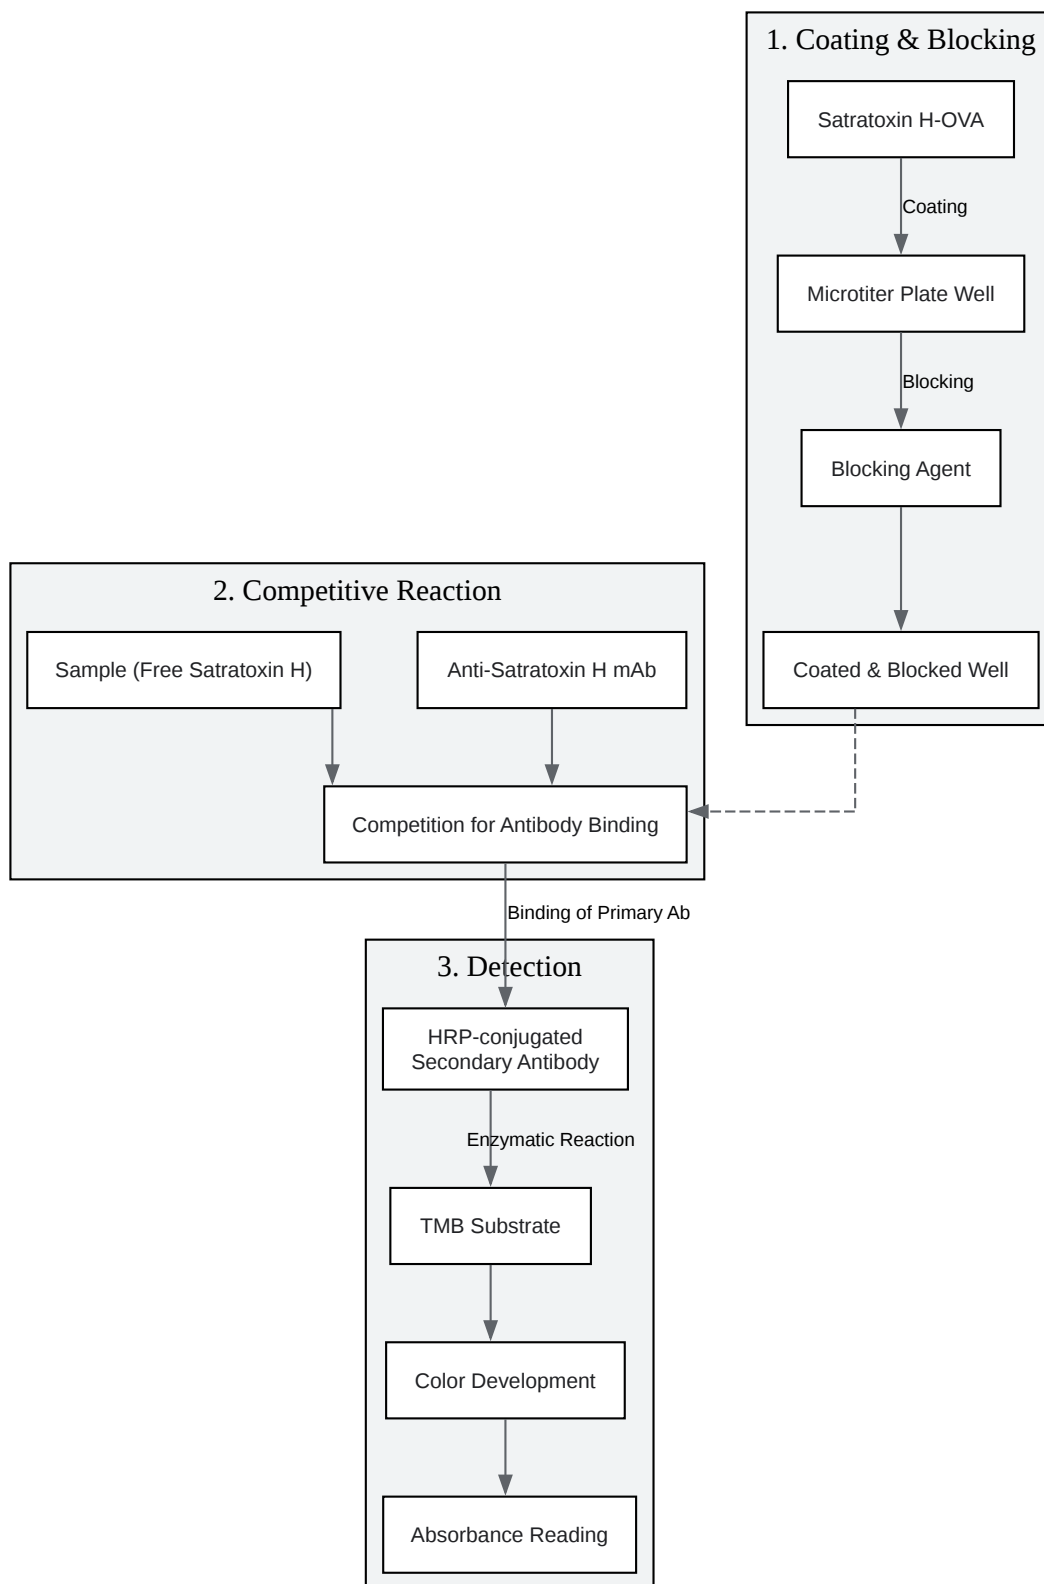 1. Coating & Blocking
Satratoxin H-OVA
Coating
Microtiter Plate Well
Blocking
Blocking Agent
Coated & Blocked Well
2. Competitive Reaction
Sample (Free Satratoxin H)
Anti-Satratoxin H mAb
Competition for Antibody Binding
Binding of Primary Ab
3. Detection
HRP-conjugated
Secondary Antibody
Enzymatic Reaction
TMB Substrate
Color Development
Absorbance Reading